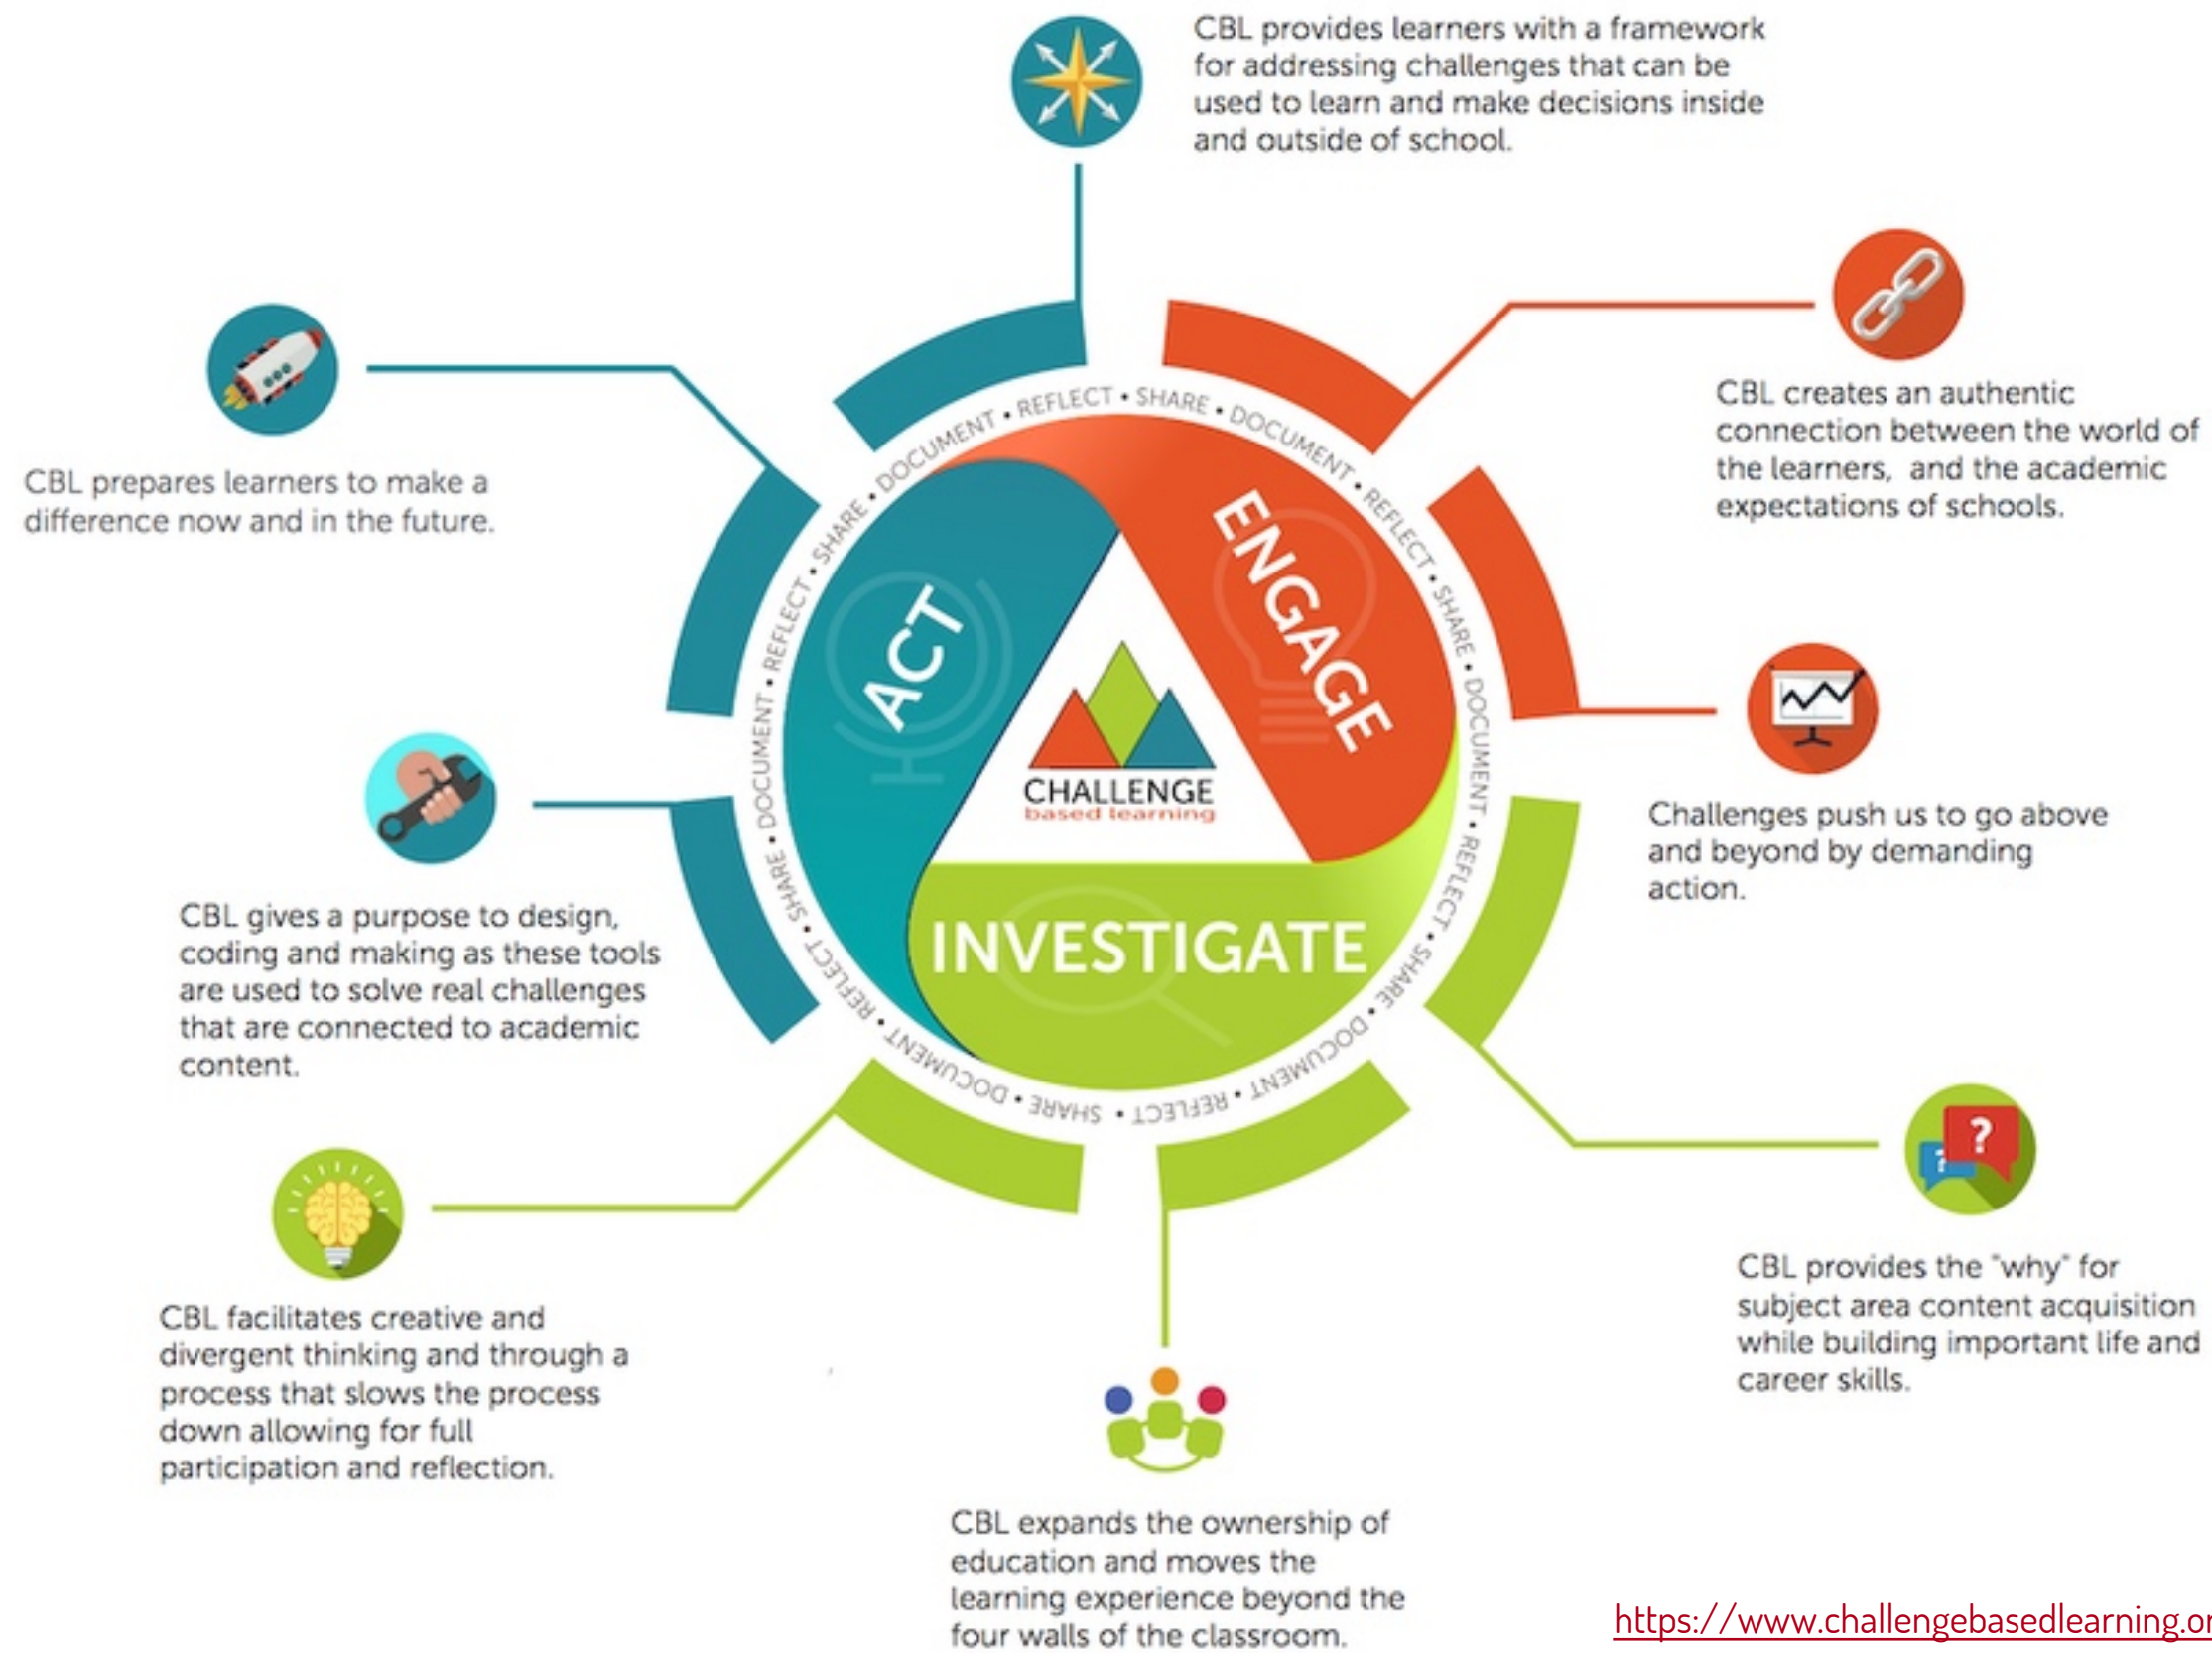 CBL provides learners with a framework
for addressing challenges that can be
used to learn and make decisions inside
and outside of school.
CBL creates an authentic
connection between the world of
the learners, and the academic
expectations of schools.
CBL prepares learners to make a
difference now and in the future.
SHARE • DOCUMENT • REFLECT • SHARE • DOCUMENT • REFLECT • SHARE • DOCUMENT • REFLECT • SHARE • DOCUMENT • REFLECT • SHARE • DOCUMENT • REFLECT • SHARE • DOCUMENT • REFLECT • SHARE • DOCUMENT • REFLECT •
ACT
ENGAGE
CHALLENGE
based learning
INVESTIGATE
Challenges push us to go above
and beyond by demanding
action.
CBL gives a purpose to design,
coding and making as these tools
are used to solve real challenges
that are connected to academic
content.
?
?
CBL provides the "why" for
subject area content acquisition
while building important life and
career skills.
CBL facilitates creative and
divergent thinking and through a
process that slows the process
down allowing for full
participation and reflection.
CBL expands the ownership of
education and moves the
learning experience beyond the
four walls of the classroom.
https://www.challengebasedlearning.or